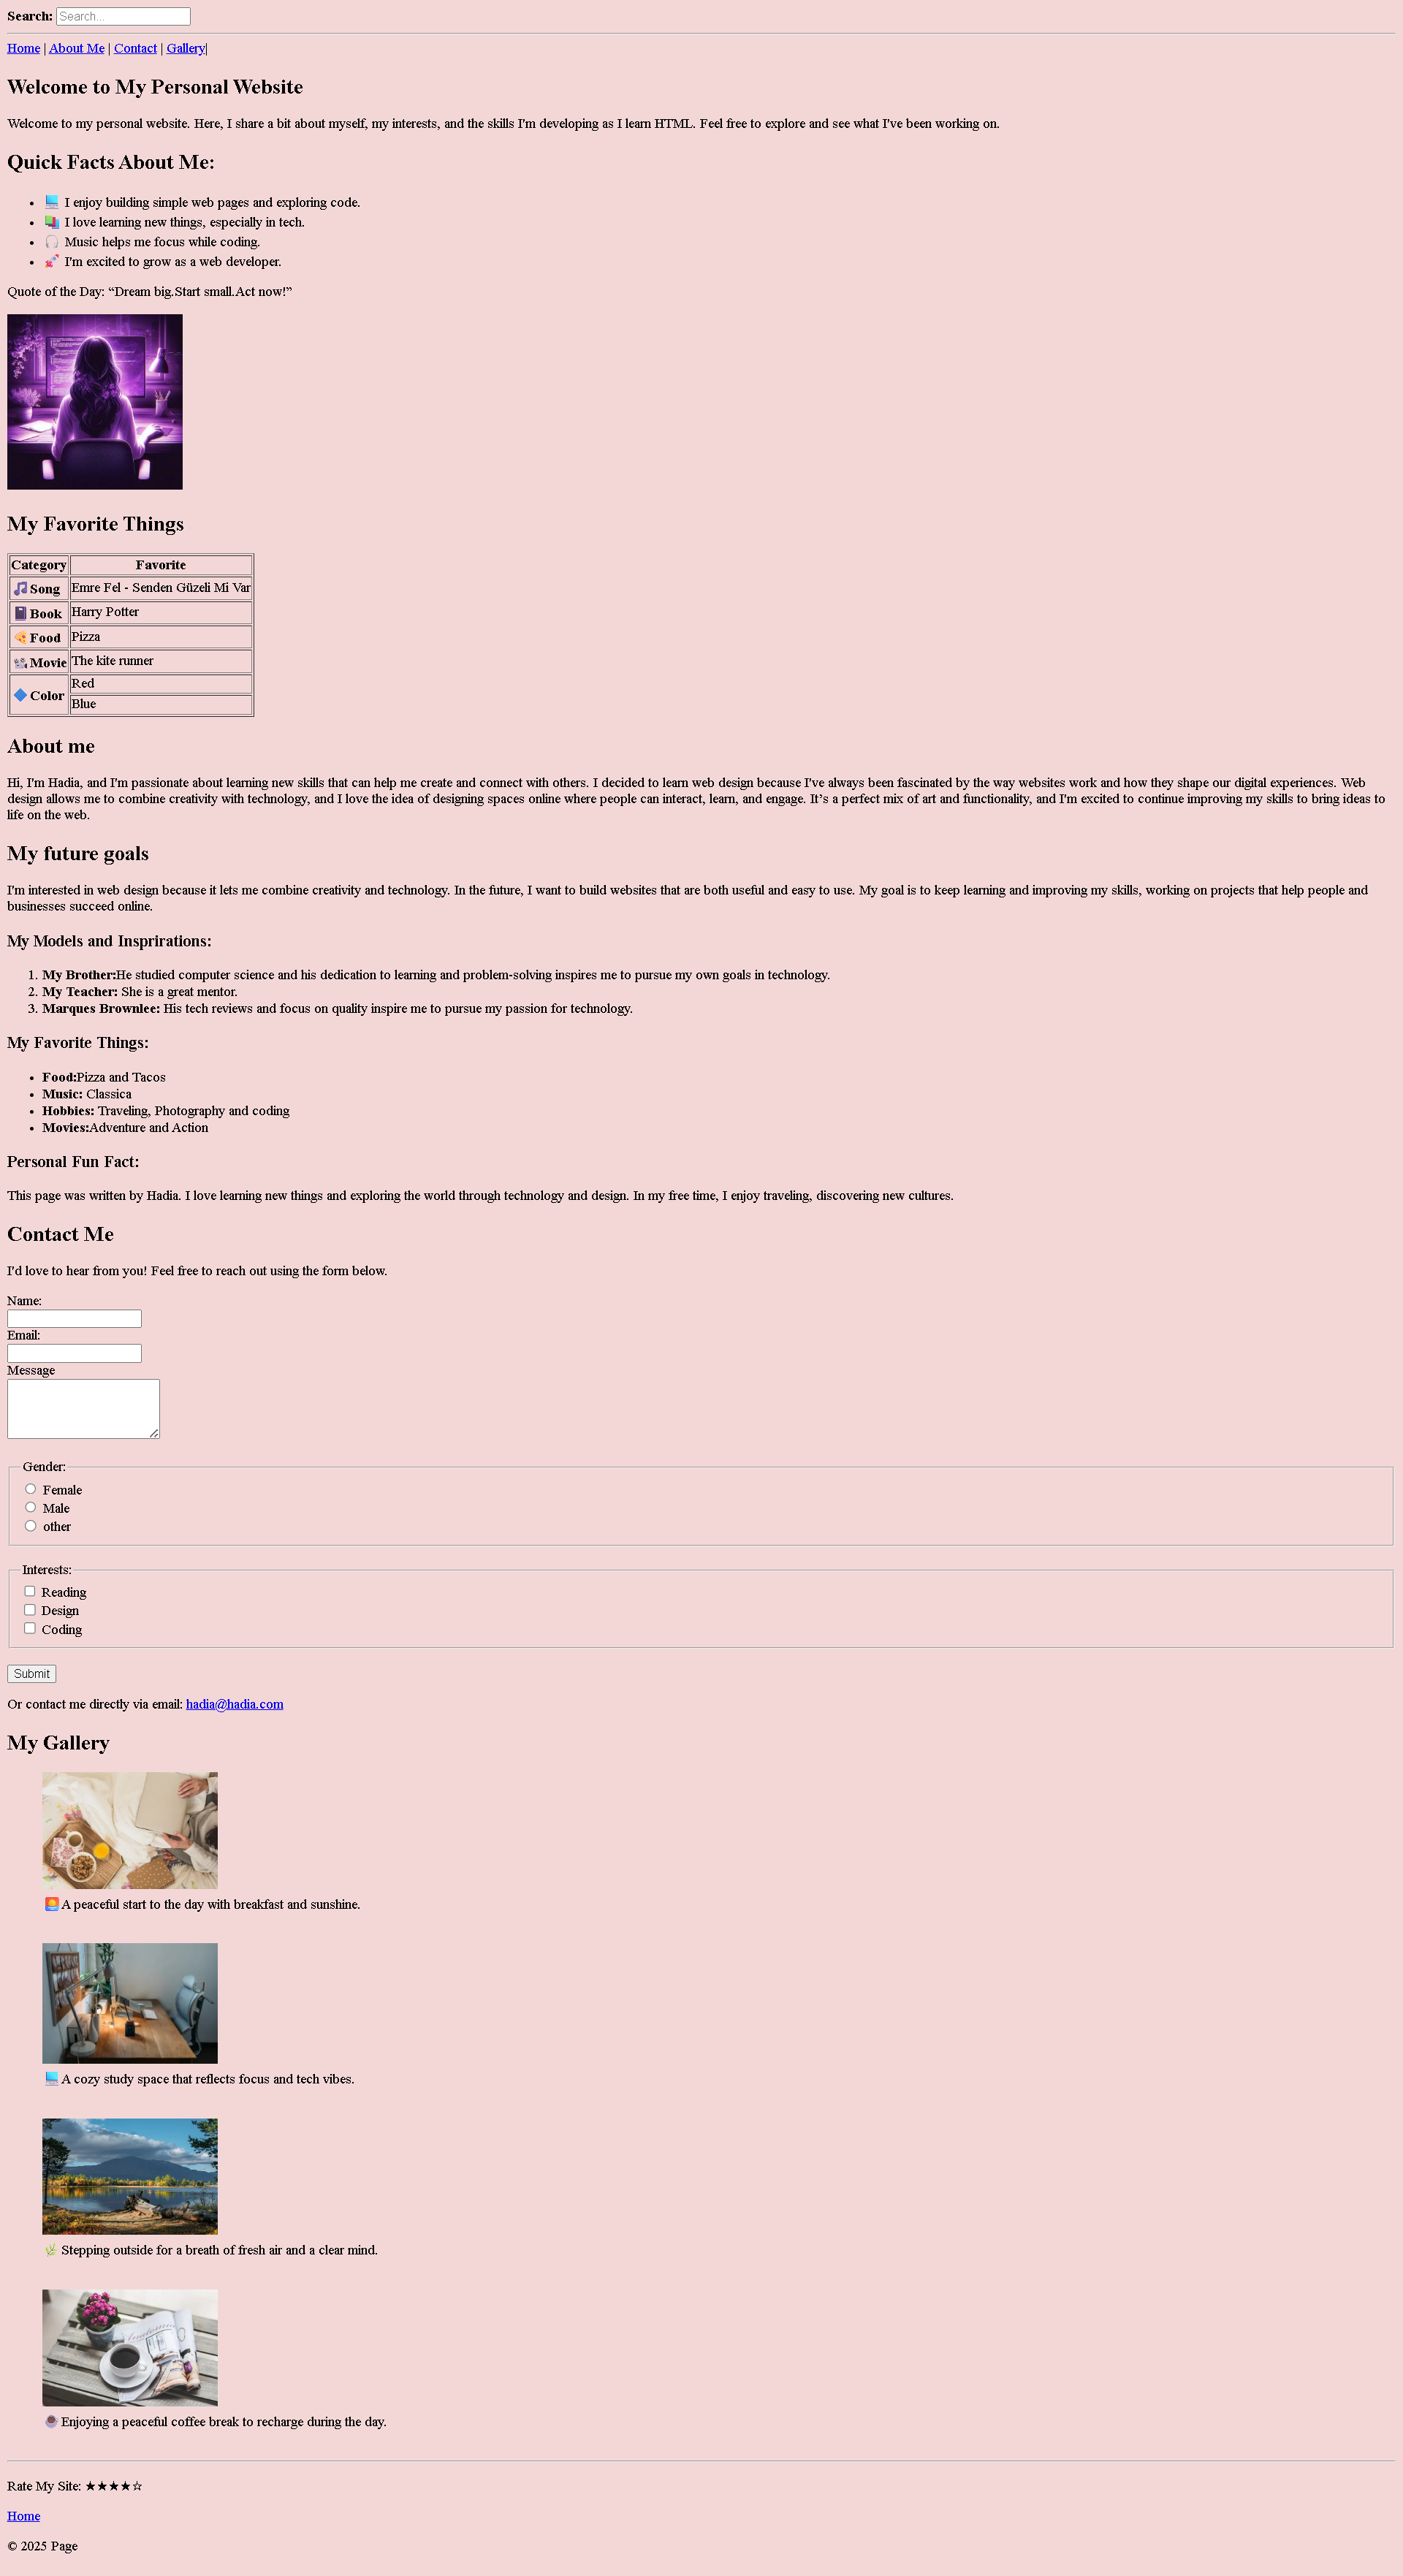 Search: Search...
Home | About Me | Contact | Gallery|
Welcome to My Personal Website
Welcome to my personal website. Here, I share a bit about myself, my interests, and the skills I'm developing as I learn HTML. Feel free to explore and see what I've been working on.
Quick Facts About Me:
• 💻 I enjoy building simple web pages and exploring code.
• 📚 I love learning new things, especially in tech.
• 🎧 Music helps me focus while coding.
• 🚀 I'm excited to grow as a web developer.
Quote of the Day: “Dream big.Start small.Act now!”
My Favorite Things
Category Favorite
🎵Song Emre Fel - Senden Güzeli Mi Var
📓Book Harry Potter
🍕Food Pizza
📽Movie The kite runner
🔷Color Red
Blue
About me
Hi, I'm Hadia, and I'm passionate about learning new skills that can help me create and connect with others. I decided to learn web design because I've always been fascinated by the way websites work and how they shape our digital experiences. Web
design allows me to combine creativity with technology, and I love the idea of designing spaces online where people can interact, learn, and engage. It’s a perfect mix of art and functionality, and I'm excited to continue improving my skills to bring ideas to
life on the web.
My future goals
I'm interested in web design because it lets me combine creativity and technology. In the future, I want to build websites that are both useful and easy to use. My goal is to keep learning and improving my skills, working on projects that help people and
businesses succeed online.
My Models and Insprirations:
1. My Brother:He studied computer science and his dedication to learning and problem-solving inspires me to pursue my own goals in technology.
2. My Teacher: She is a great mentor.
3. Marques Brownlee: His tech reviews and focus on quality inspire me to pursue my passion for technology.
My Favorite Things:
• Food:Pizza and Tacos
• Music: Classica
• Hobbies: Traveling, Photography and coding
• Movies:Adventure and Action
Personal Fun Fact:
This page was written by Hadia. I love learning new things and exploring the world through technology and design. In my free time, I enjoy traveling, discovering new cultures.
Contact Me
I'd love to hear from you! Feel free to reach out using the form below.
Name:
Email:
Message
Gender:
Female
Male
other
Interests:
Reading
Design
Coding
Submit
Or contact me directly via email: hadia@hadia.com
My Gallery
🌅A peaceful start to the day with breakfast and sunshine.
💻A cozy study space that reflects focus and tech vibes.
🌿Stepping outside for a breath of fresh air and a clear mind.
☕Enjoying a peaceful coffee break to recharge during the day.
Rate My Site: ★★★★☆
Home
© 2025 Page